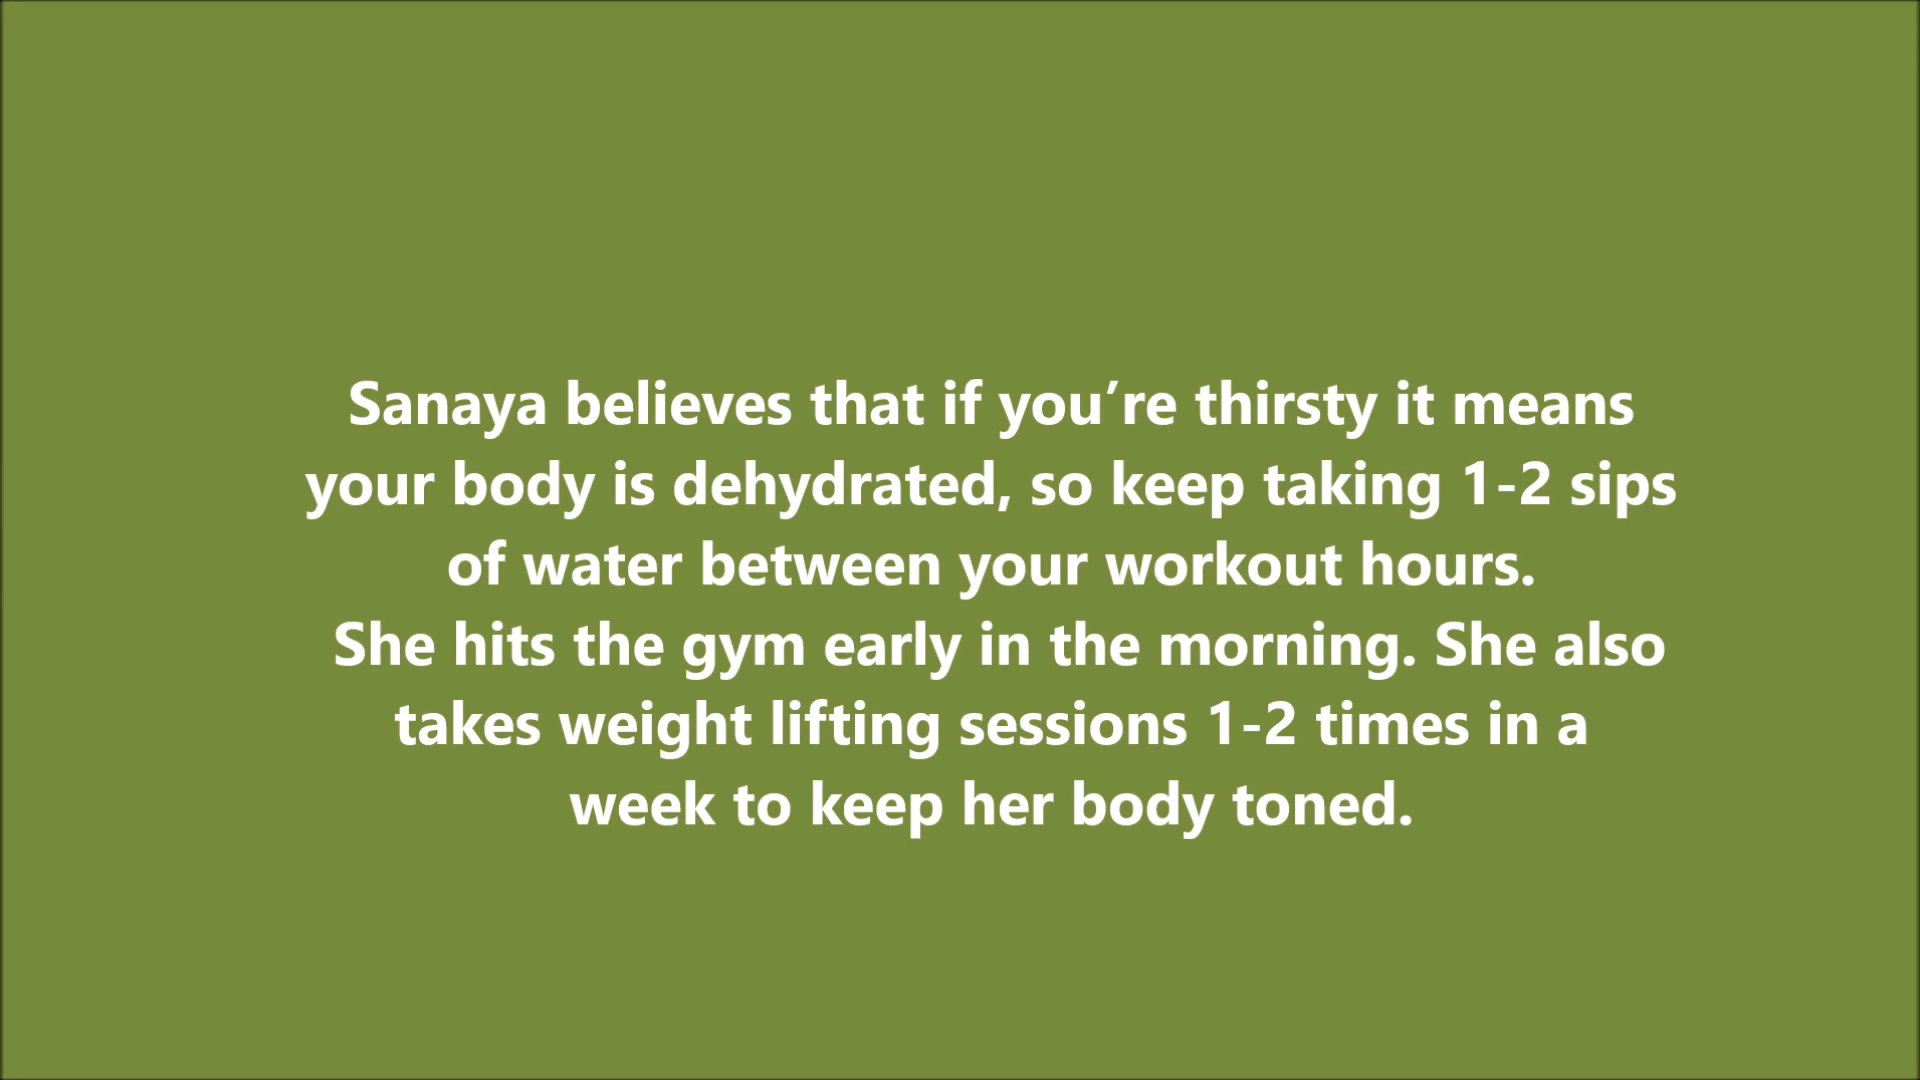 Sanaya believes that if you’re thirsty it means
your body is dehydrated, so keep taking 1-2 sips
of water between your workout hours.
She hits the gym early in the morning. She also
takes weight lifting sessions 1-2 times in a
week to keep her body toned.